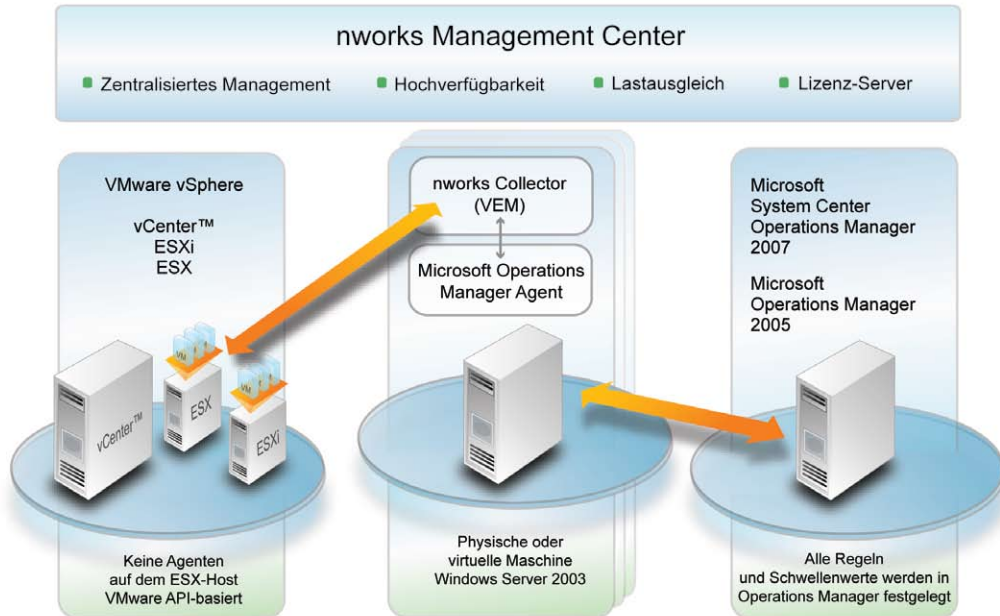 nworks Management Center
Zentralisiertes Management
Hochverfügbarkeit
Lastausgleich
Lizenz-Server
VMware vSphere
vCenter™
ESXi
ESX
VM
ESX
VM
ESXi
vCenter™
Keine Agenten
auf dem ESX-Host
VMware API-basiert
nworks Collector
(VEM)
Microsoft Operations
Manager Agent
Physische oder
virtuelle Maschine
Windows Server 2003
Microsoft
System Center
Operations Manager
2007
Microsoft
Operations Manager
2005
Alle Regeln
und Schwellenwerte werden in
Operations Manager festgelegt